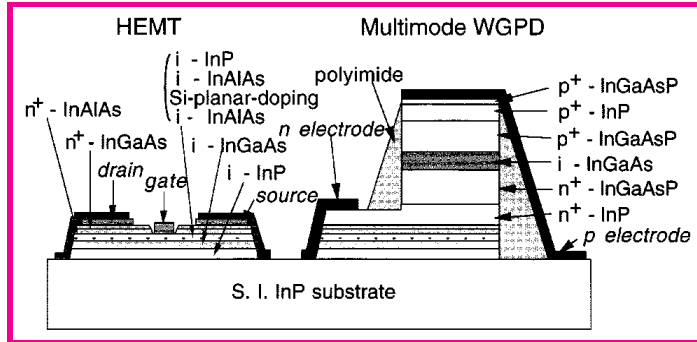 HEMT
Multimode WGPD
i - InP
i - InAlAs
Si-planar-doping
i - InAlAs
n+ - InAlAs
n+ - InGaAs
i - InGaAs
i - InP
drain
gate
source
polyimide
n electrode
p+ - InGaAsP
p+ - InP
p+ - InGaAsP
i - InGaAs
n+ - InGaAsP
n+ - InP
p electrode
S. I. InP substrate